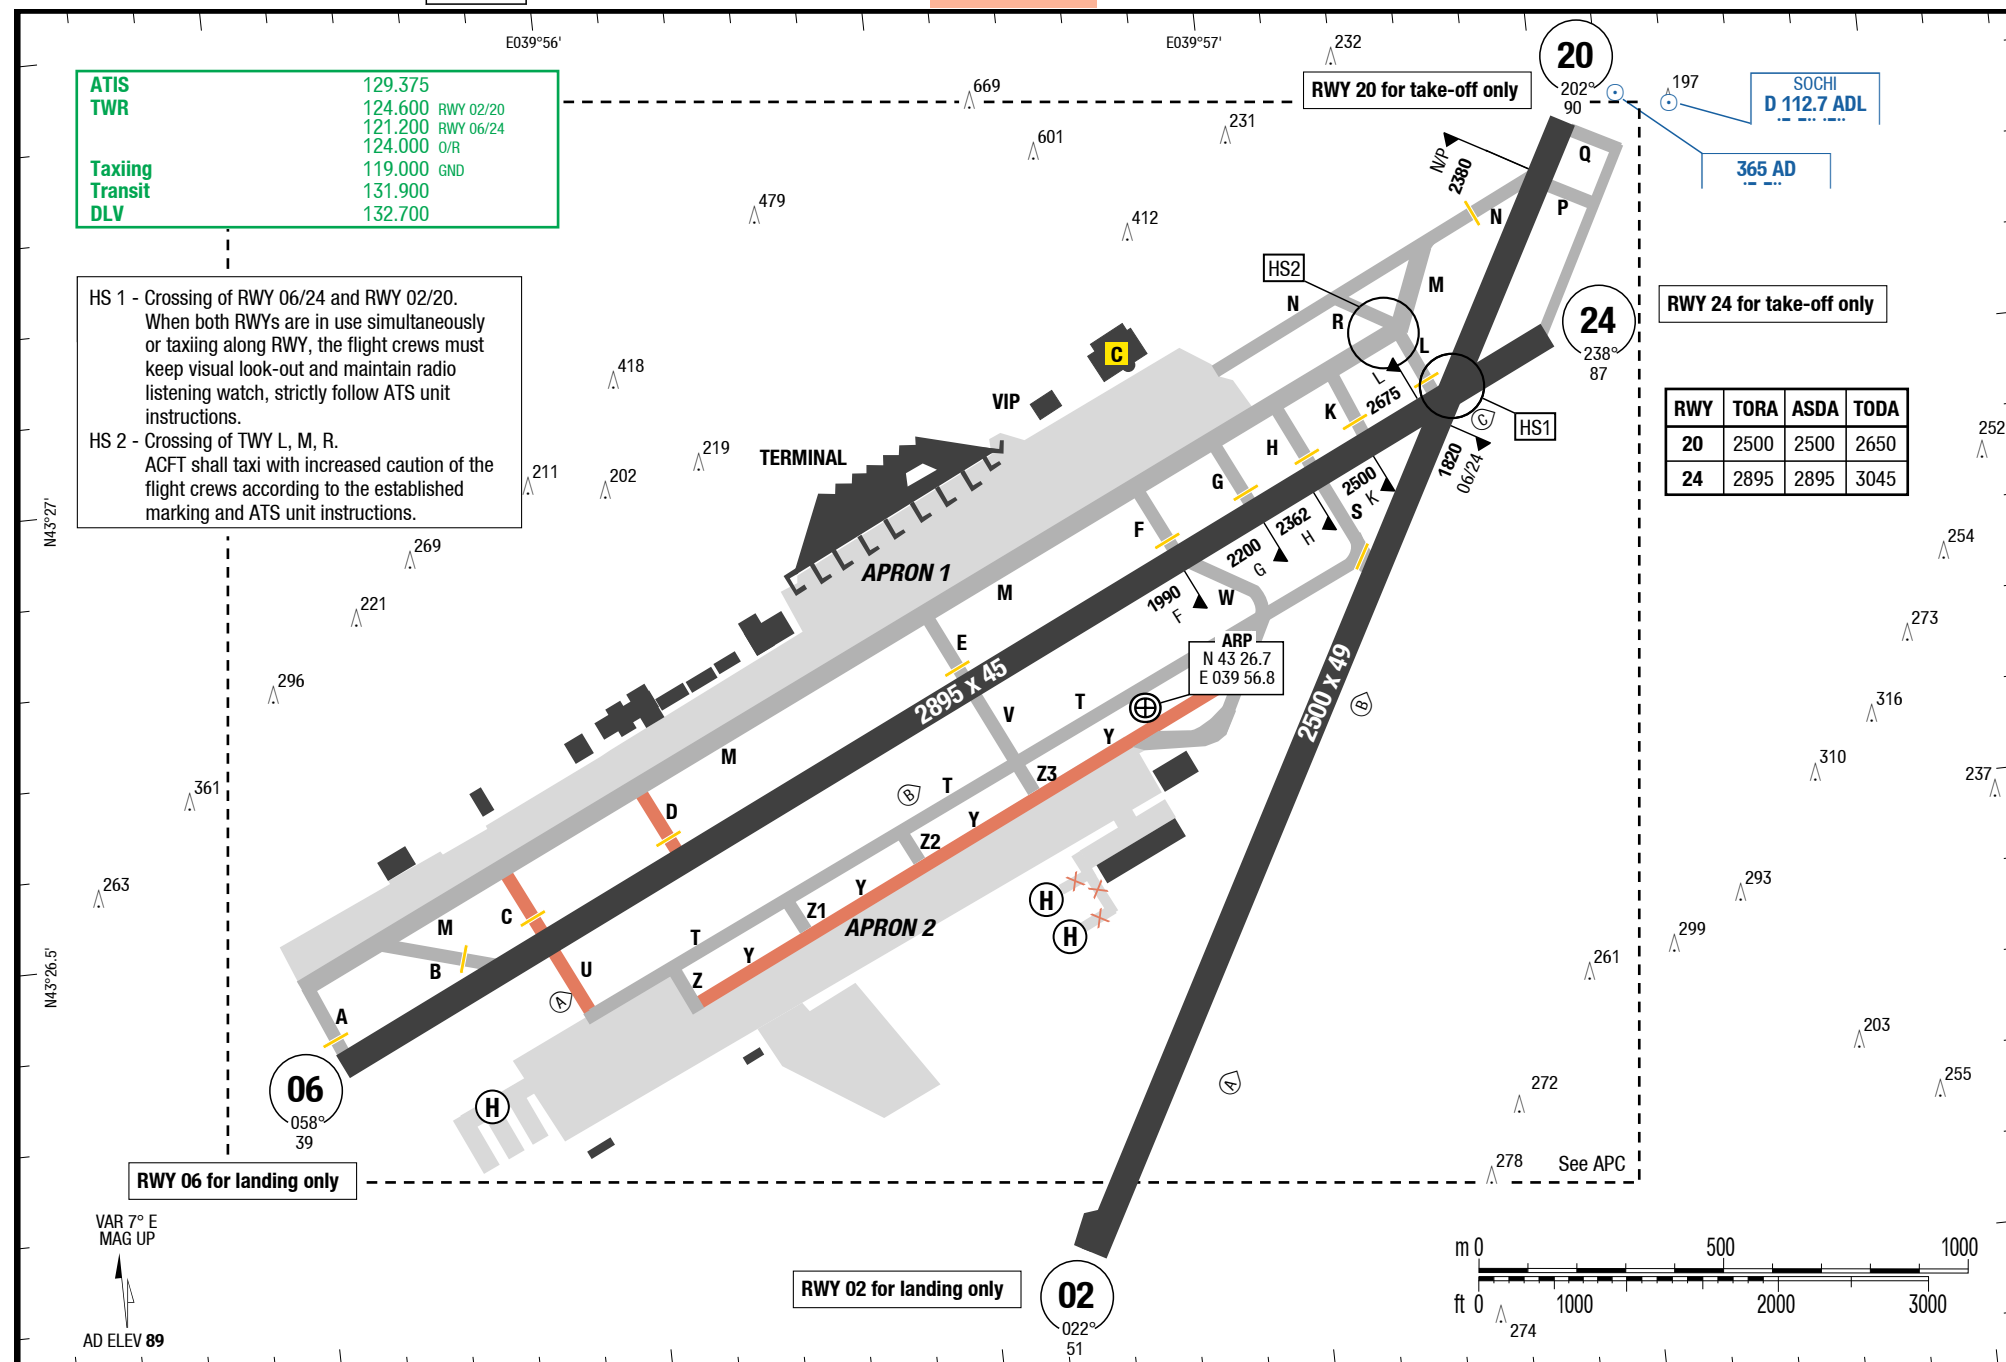 E039°56'
E039°57'
232
20
202°
90
RWY 20 for take-off only
197
SOCHI
D 112.7 ADL
365 AD
ATIS 129.375
TWR 124.600 RWY 02/20
121.200 RWY 06/24
124.000 O/R
Taxiing 119.000 GND
Transit 131.900
DLV 132.700
669
601
231
479
412
N/P
2380
Q
P
N
HS 1 - Crossing of RWY 06/24 and RWY 02/20.
When both RWYs are in use simultaneously
or taxiing along RWY, the flight crews must
keep visual look-out and maintain radio
listening watch, strictly follow ATS unit
instructions.
HS 2 - Crossing of TWY L, M, R.
ACFT shall taxi with increased caution of the
flight crews according to the established
marking and ATS unit instructions.
HS2
M
N
R
L
24
238°
87
RWY 24 for take-off only
C
418
VIP
L
2675
K
C
HS1
RWY TORA ASDA TODA
20 2500 2500 2650
24 2895 2895 3045
252
219
TERMINAL
211
202
H
G
F
2500
K
1820
06/24
S
2362
H
2200
G
1990
F
W
N43°27'
269
254
APRON 1
M
221
273
E
ARP
N 43 26.7
E 039 56.8
296
2895 x 45
2500 x 49
B
316
V
T
Y
M
310
237
361
B
T
Z3
D
Y
Z2
263
293
C
Y
Z1
H
M
APRON 2
H
299
B
T
Y
261
N43°26.5'
U
Z
A
A
203
06
058°
39
H
A
272
255
278
See APC
RWY 06 for landing only
VAR 7° E
MAG UP
AD ELEV 89
RWY 02 for landing only
02
022°
51
m 0 500 1000
ft 0 1000 2000 3000
274